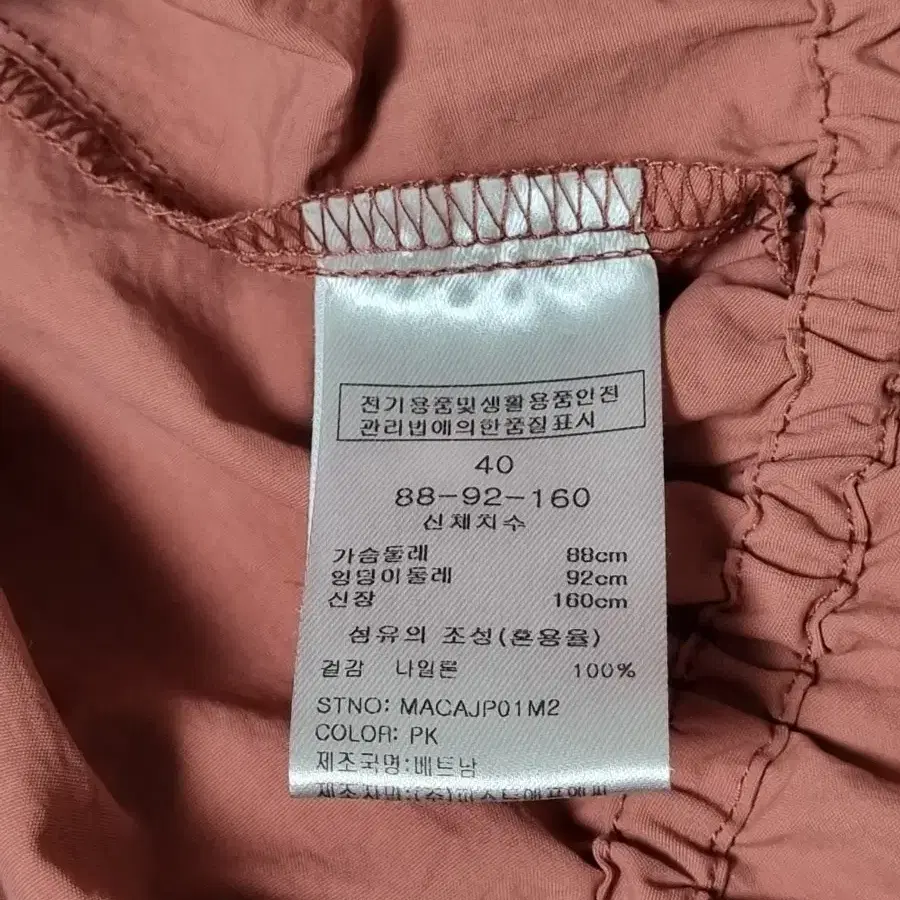 전기용품및생활용품안전
관리법에의한품질표시
40
88-92-160
신체치수
가슴둘레 88cm
엉덩이둘레 92cm
신장 160cm
섬유의 조성(혼용율)
겉감 나일론 100%
STNO: MACAJP01M2
COLOR: PK
제조국명:베트남